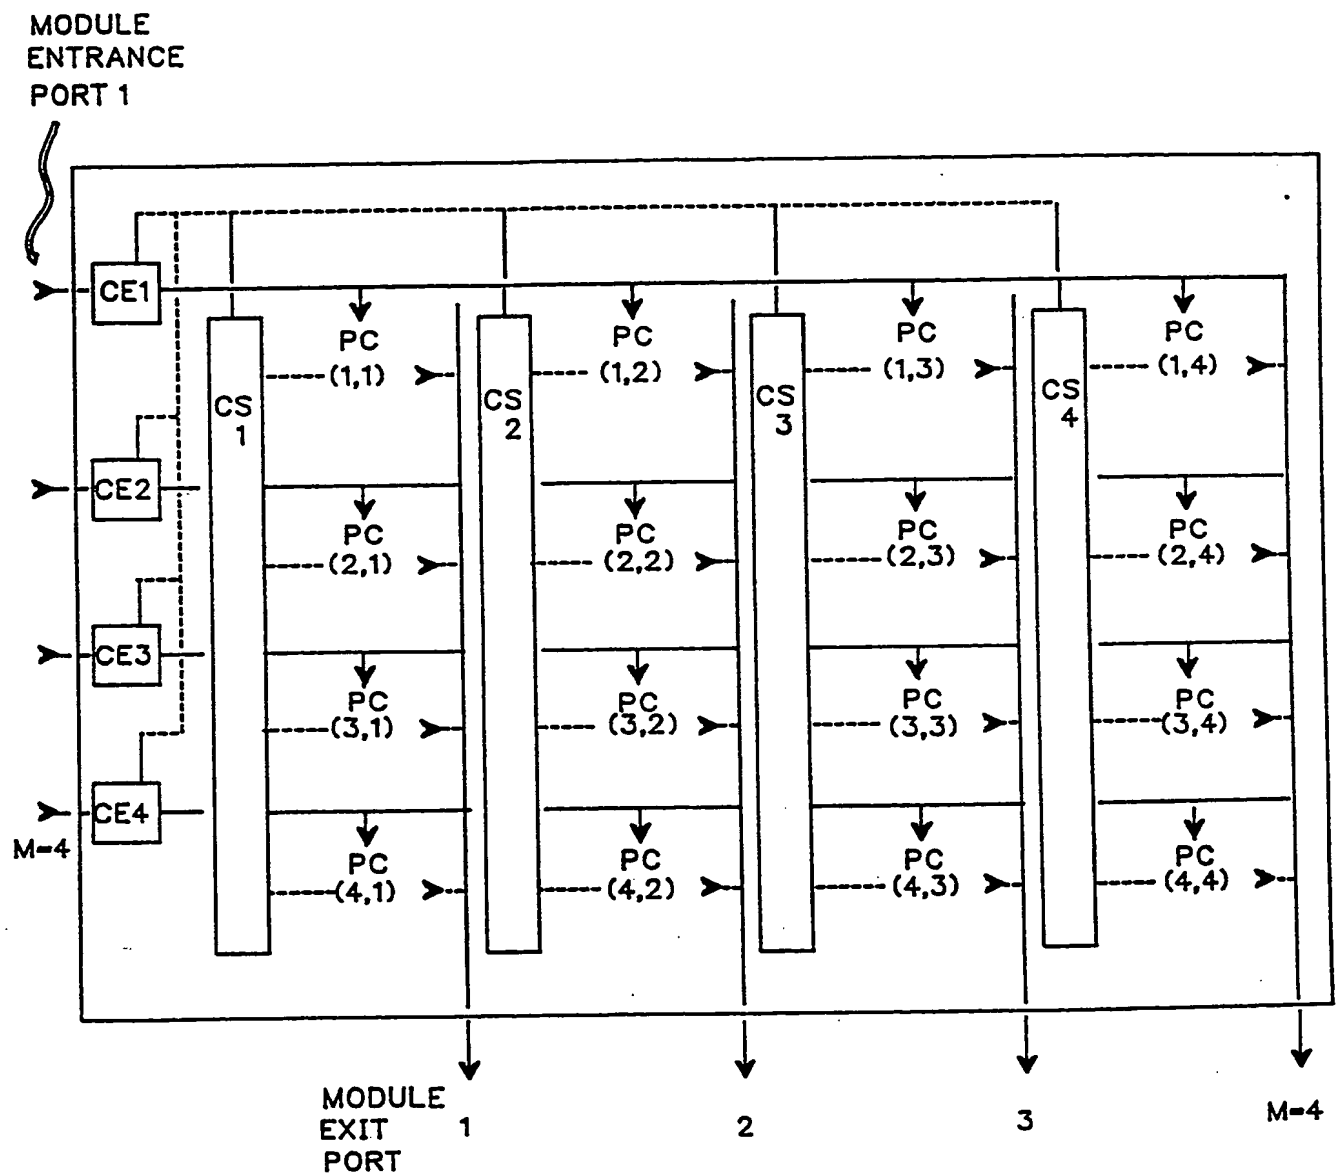 MODULE
ENTRANCE
PORT 1
CE1
PC
(1,1)
PC
(1,2)
PC
(1,3)
PC
(1,4)
CS
1
CS
2
CS
3
CS
4
CE2
PC
(2,1)
PC
(2,2)
PC
(2,3)
PC
(2,4)
CE3
PC
(3,1)
PC
(3,2)
PC
(3,3)
PC
(3,4)
CE4
M=4
PC
(4,1)
PC
(4,2)
PC
(4,3)
PC
(4,4)
MODULE
EXIT
PORT
1
2
3
M=4